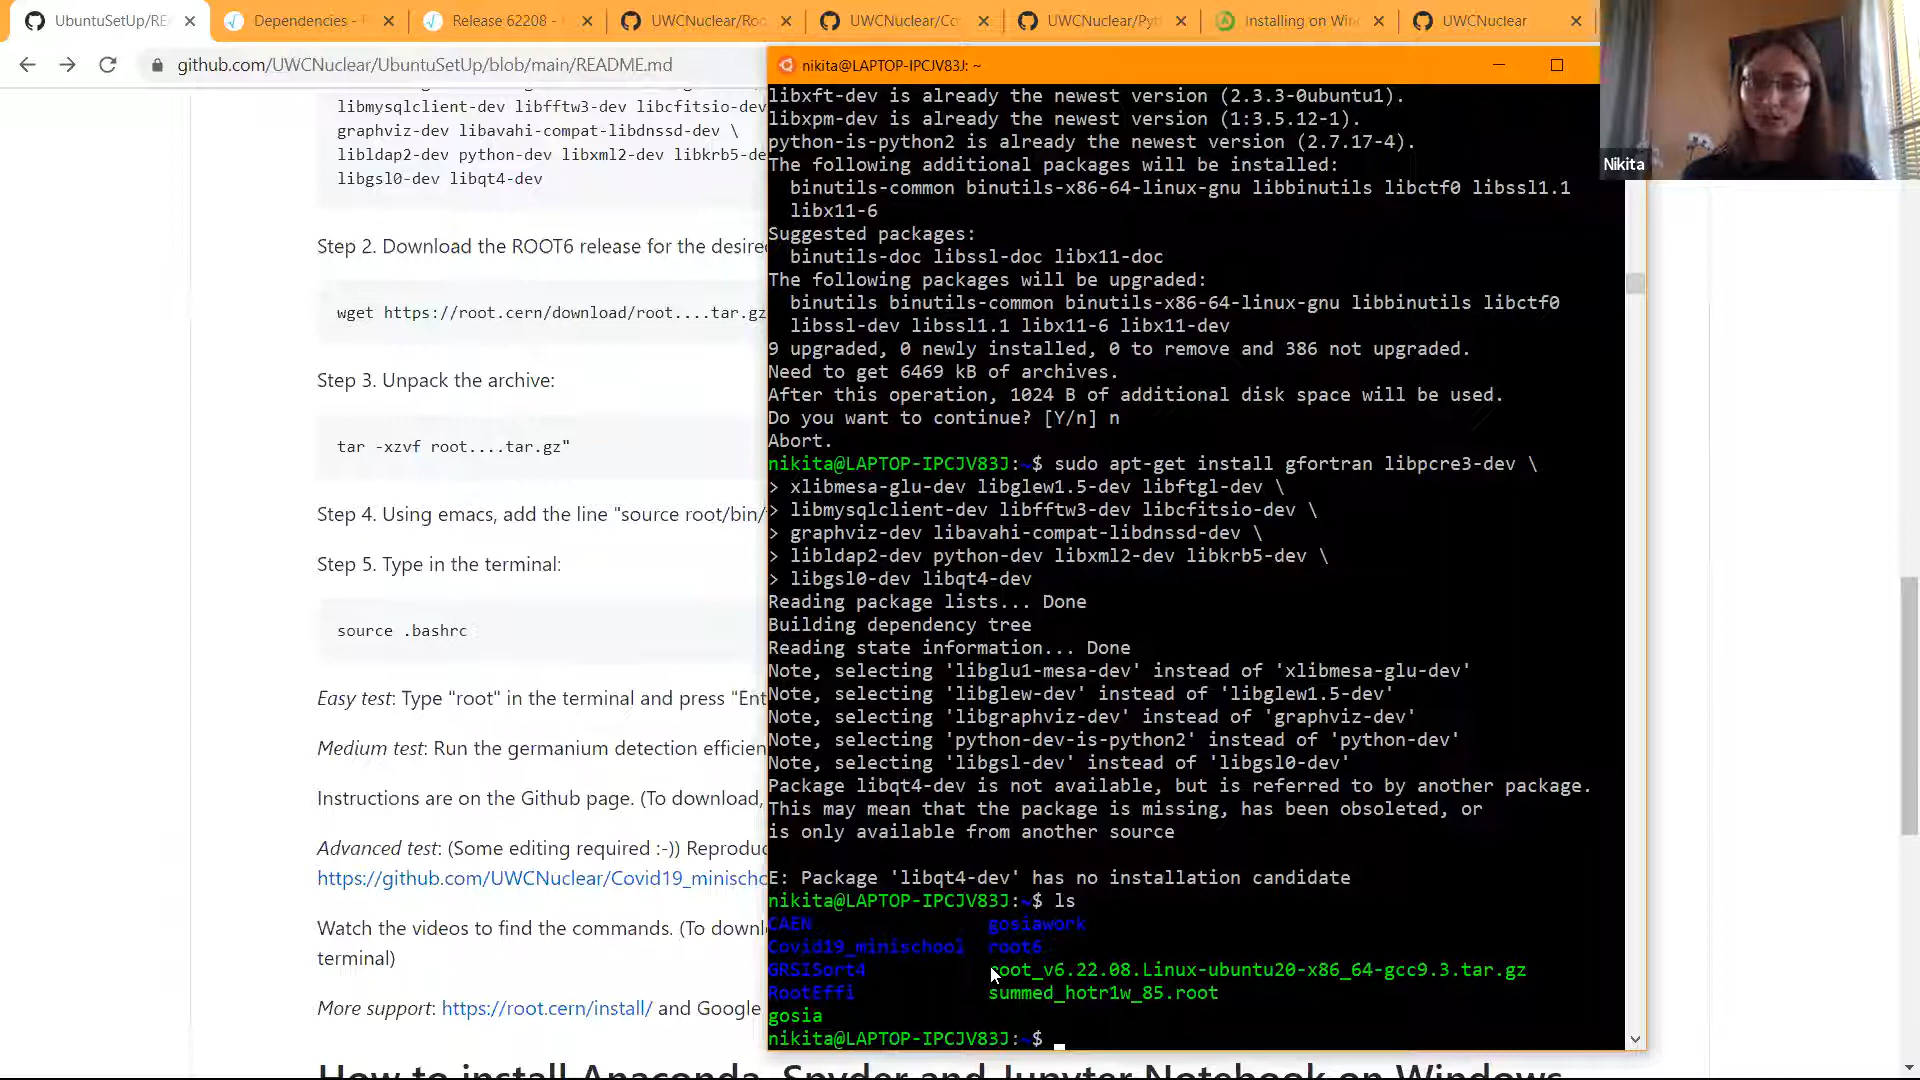 UbuntuSetUp/RE
Dependencies -
Release 62208 -
UWCNuclear/Ro
UWCNuclear/Co
UWCNuclear/Pyt
Installing on Win
UWCNuclear
github.com/UWCNuclear/UbuntuSetUp/blob/main/README.md
libmysqlclient-dev libfftw3-dev libcfitsio-dev
graphviz-dev libavahi-compat-libdnssd-dev \
libldap2-dev python-dev libxml2-dev libkrb5-de
libgsl0-dev libqt4-dev
Step 2. Download the ROOT6 release for the desire
wget https://root.cern/download/root....tar.gz
Step 3. Unpack the archive:
tar -xzvf root....tar.gz"
Step 4. Using emacs, add the line "source root/bin/
Step 5. Type in the terminal:
source .bashrc
Easy test: Type "root" in the terminal and press "Ent
Medium test: Run the germanium detection efficien
Instructions are on the Github page. (To download,
Advanced test: (Some editing required :-)) Reproduc
https://github.com/UWCNuclear/Covid19_minischo
Watch the videos to find the commands. (To downl
terminal)
More support: https://root.cern/install/ and Google
How to install Anaconda, Spyder and Jupyter Notebook on Windows
nikita@LAPTOP-IPCJV83J: ~
libxft-dev is already the newest version (2.3.3-0ubuntu1).
libxpm-dev is already the newest version (1:3.5.12-1).
python-is-python2 is already the newest version (2.7.17-4).
The following additional packages will be installed:
binutils-common binutils-x86-64-linux-gnu libbinutils libctf0 libssl1.1
libx11-6
Suggested packages:
binutils-doc libssl-doc libx11-doc
The following packages will be upgraded:
binutils binutils-common binutils-x86-64-linux-gnu libbinutils libctf0
libssl-dev libssl1.1 libx11-6 libx11-dev
9 upgraded, 0 newly installed, 0 to remove and 386 not upgraded.
Need to get 6469 kB of archives.
After this operation, 1024 B of additional disk space will be used.
Do you want to continue? [Y/n] n
Abort.
nikita@LAPTOP-IPCJV83J:~$ sudo apt-get install gfortran libpcre3-dev \
> xlibmesa-glu-dev libglew1.5-dev libftgl-dev \
> libmysqlclient-dev libfftw3-dev libcfitsio-dev \
> graphviz-dev libavahi-compat-libdnssd-dev \
> libldap2-dev python-dev libxml2-dev libkrb5-dev \
> libgsl0-dev libqt4-dev
Reading package lists... Done
Building dependency tree
Reading state information... Done
Note, selecting 'libglu1-mesa-dev' instead of 'xlibmesa-glu-dev'
Note, selecting 'libglew-dev' instead of 'libglew1.5-dev'
Note, selecting 'libgraphviz-dev' instead of 'graphviz-dev'
Note, selecting 'python-dev-is-python2' instead of 'python-dev'
Note, selecting 'libgsl-dev' instead of 'libgsl0-dev'
Package libqt4-dev is not available, but is referred to by another package.
This may mean that the package is missing, has been obsoleted, or
is only available from another source
E: Package 'libqt4-dev' has no installation candidate
nikita@LAPTOP-IPCJV83J:~$ ls
CAEN gosiawork
Covid19_minischool root6
GRSISort4 root_v6.22.08.Linux-ubuntu20-x86_64-gcc9.3.tar.gz
RootEffi summed_hotr1w_85.root
gosia
nikita@LAPTOP-IPCJV83J:~$
Nikita